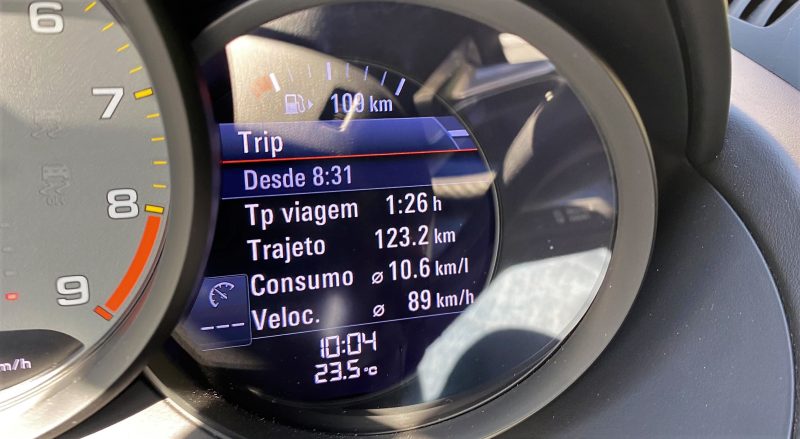 6
7
8
9
m/h
109 km
Trip
Desde 8:31
Tp viagem 1:26 h
Trajeto 123.2 km
Consumo ⌀ 10.6 km/l
Veloc. ⌀ 89 km/h
---
10:04
23.5 °C